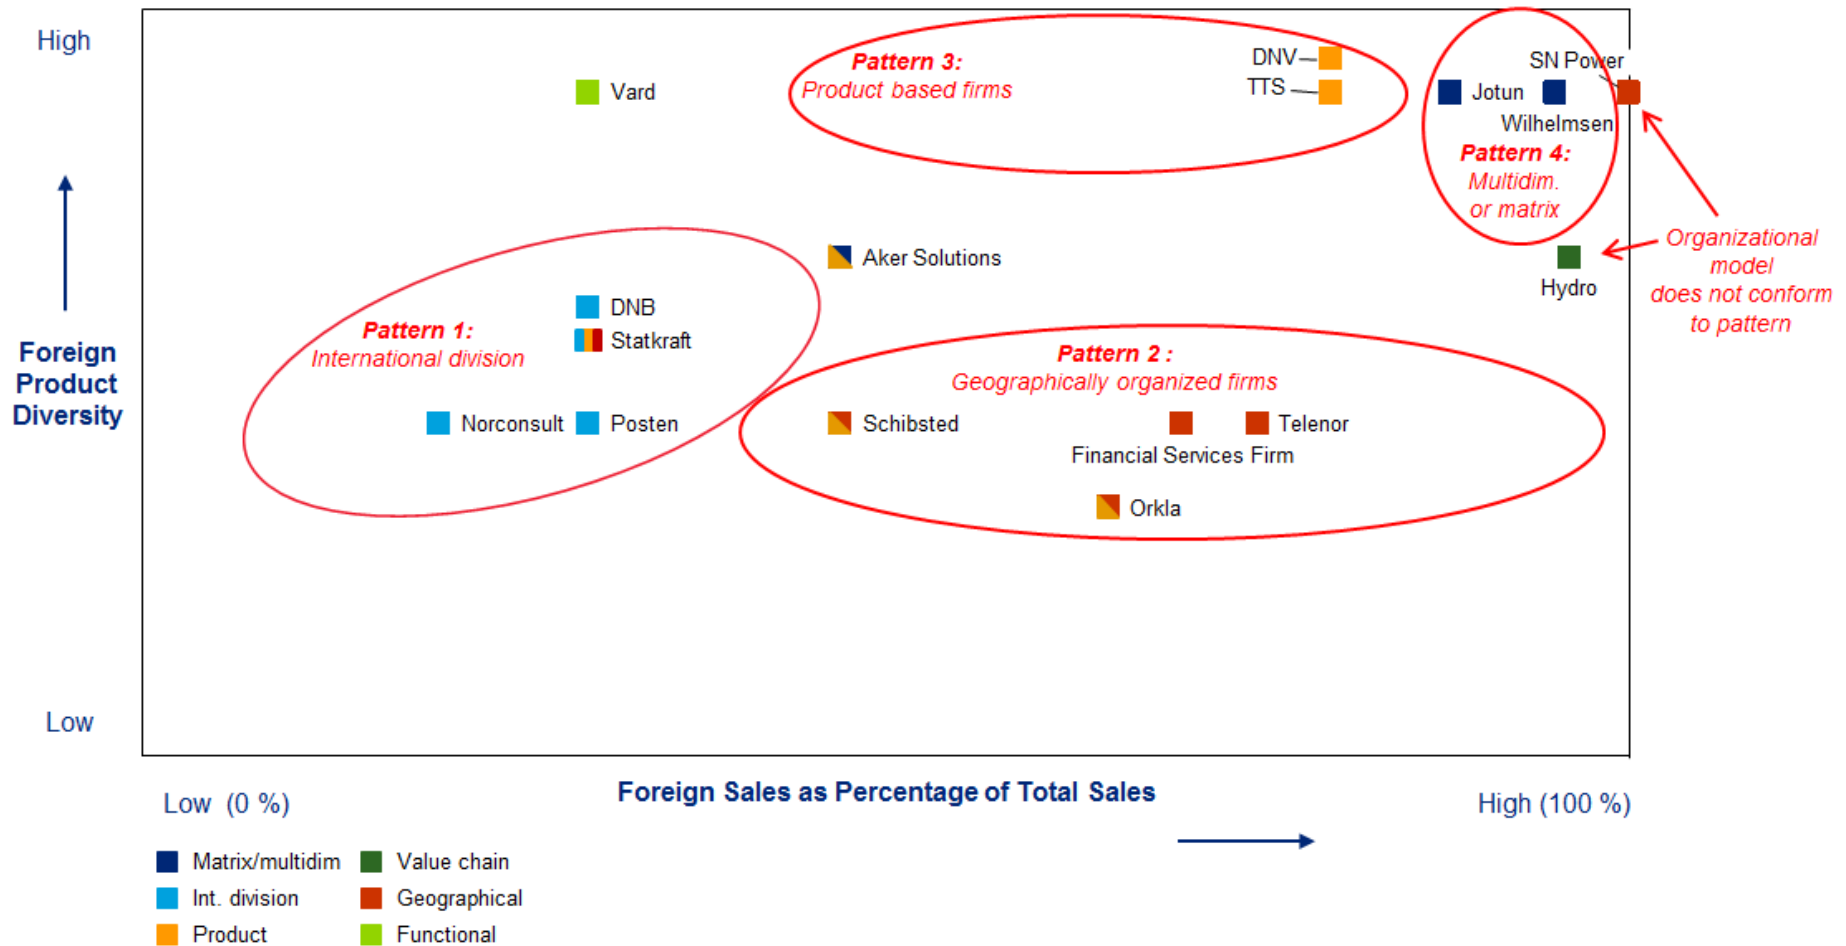 High
Pattern 3:
Product based firms
DNV
TTS
SN Power
Vard
Jotun
Wilhelmsen
Pattern 4:
Multidim.
or matrix
Organizational
model
does not conform
to pattern
Aker Solutions
Hydro
DNB
Pattern 1:
International division
Statkraft
Foreign
Product
Diversity
Pattern 2 :
Geographically organized firms
Norconsult
Posten
Schibsted
Telenor
Financial Services Firm
Orkla
Low
Low (0 %)
Foreign Sales as Percentage of Total Sales
High (100 %)
Matrix/multidim
Value chain
Int. division
Geographical
Product
Functional